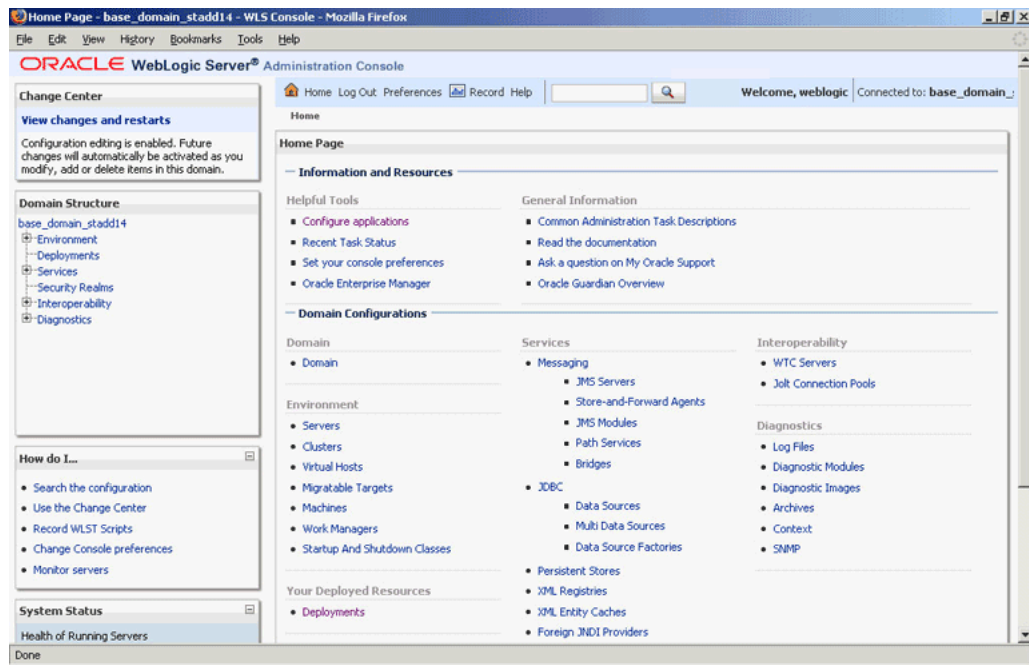 Home Page - base_domain_stadd14 - WLS Console - Mozilla Firefox
File Edit View History Bookmarks Tools Help
ORACLE WebLogic Server® Administration Console
Change Center
View changes and restarts
Configuration editing is enabled. Future
changes will automatically be activated as you
modify, add or delete items in this domain.
Domain Structure
base_domain_stadd14
Environment
Deployments
Services
Security Realms
Interoperability
Diagnostics
How do I...
Search the configuration
Use the Change Center
Record WLST Scripts
Change Console preferences
Monitor servers
System Status
Health of Running Servers
Home Log Out Preferences Record Help
Welcome, weblogic Connected to: base_domain_
Home
Home Page
Information and Resources
Helpful Tools
Configure applications
Recent Task Status
Set your console preferences
Oracle Enterprise Manager
General Information
Common Administration Task Descriptions
Read the documentation
Ask a question on My Oracle Support
Oracle Guardian Overview
Domain Configurations
Domain
Domain
Environment
Servers
Clusters
Virtual Hosts
Migratable Targets
Machines
Work Managers
Startup And Shutdown Classes
Your Deployed Resources
Deployments
Services
Messaging
JMS Servers
Store-and-Forward Agents
JMS Modules
Path Services
Bridges
JDBC
Data Sources
Multi Data Sources
Data Source Factories
Persistent Stores
XML Registries
XML Entity Caches
Foreign JNDI Providers
Interoperability
WTC Servers
Jolt Connection Pools
Diagnostics
Log Files
Diagnostic Modules
Diagnostic Images
Archives
Context
SNMP
Done